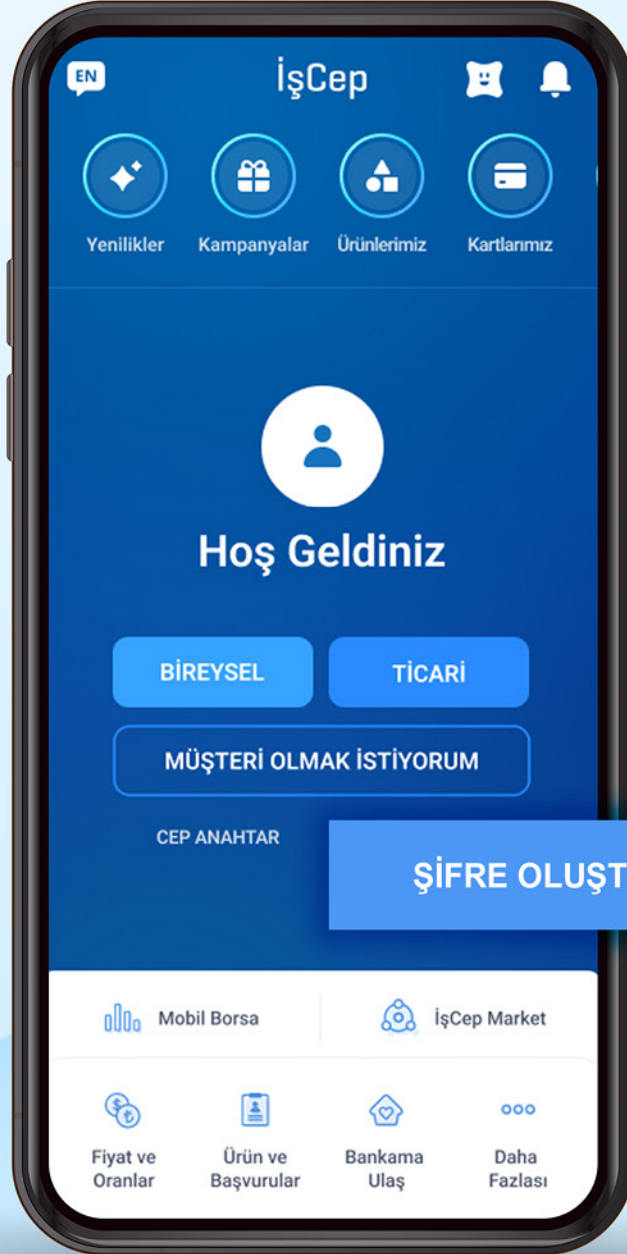 EN
İşCep
Yenilikler
Kampanyalar
Ürünlerimiz
Kartlarımız
Hoş Geldiniz
BİREYSEL
TİCARİ
MÜŞTERİ OLMAK İSTİYORUM
CEP ANAHTAR
ŞİFRE OLUŞT
Mobil Borsa
İşCep Market
Fiyat ve
Oranlar
Ürün ve
Başvurular
Bankama
Ulaş
Daha
Fazlası